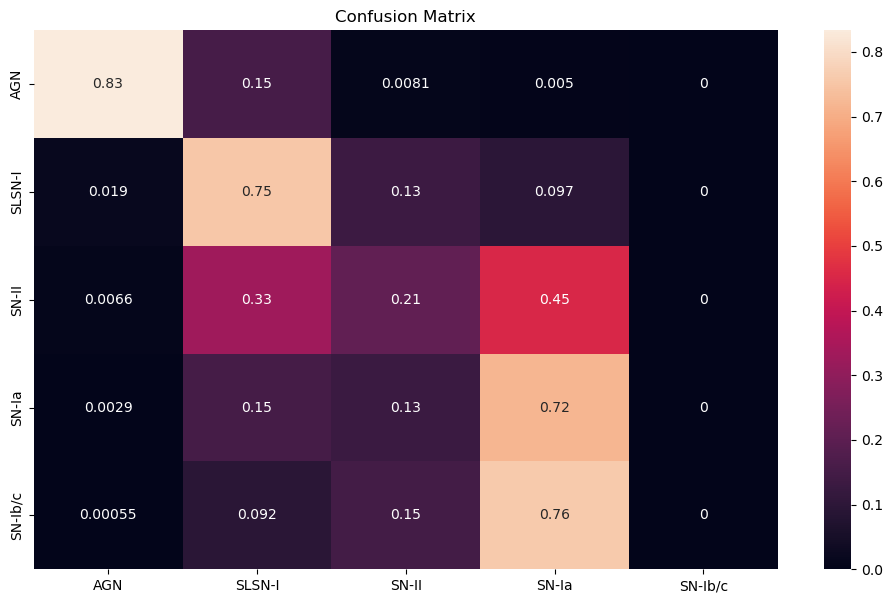 Confusion Matrix
AGN 0.83 0.15 0.0081 0.005 0
SLSN-I 0.019 0.75 0.13 0.097 0
SN-II 0.0066 0.33 0.21 0.45 0
SN-Ia 0.0029 0.15 0.13 0.72 0
SN-Ib/c 0.00055 0.092 0.15 0.76 0
AGN SLSN-I SN-II SN-Ia SN-Ib/c
0.8
0.7
0.6
0.5
0.4
0.3
0.2
0.1
0.0